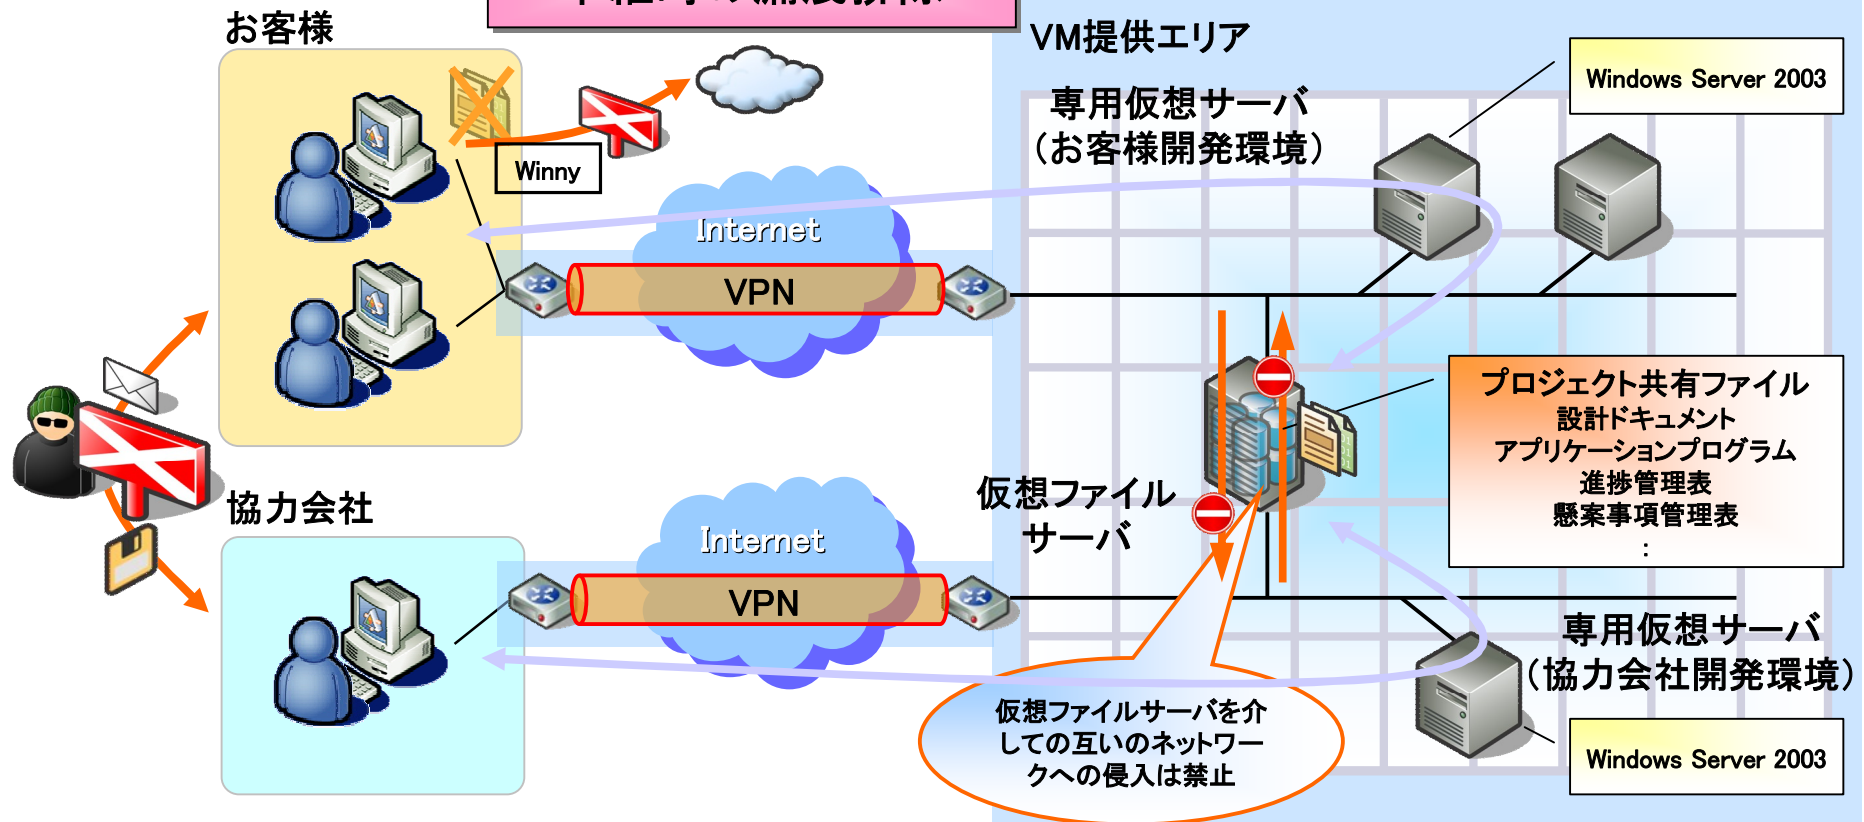 お客様
VM提供エリア
Windows Server 2003
専用仮想サーバ
（お客様開発環境）
Winny
Internet
VPN
プロジェクト共有ファイル
設計ドキュメント
アプリケーションプログラム
進捗管理表
懸案事項管理表
:
仮想ファイル
サーバ
協力会社
Internet
VPN
専用仮想サーバ
（協力会社開発環境）
仮想ファイルサーバを介
しての互いのネットワー
クへの侵入は禁止
Windows Server 2003